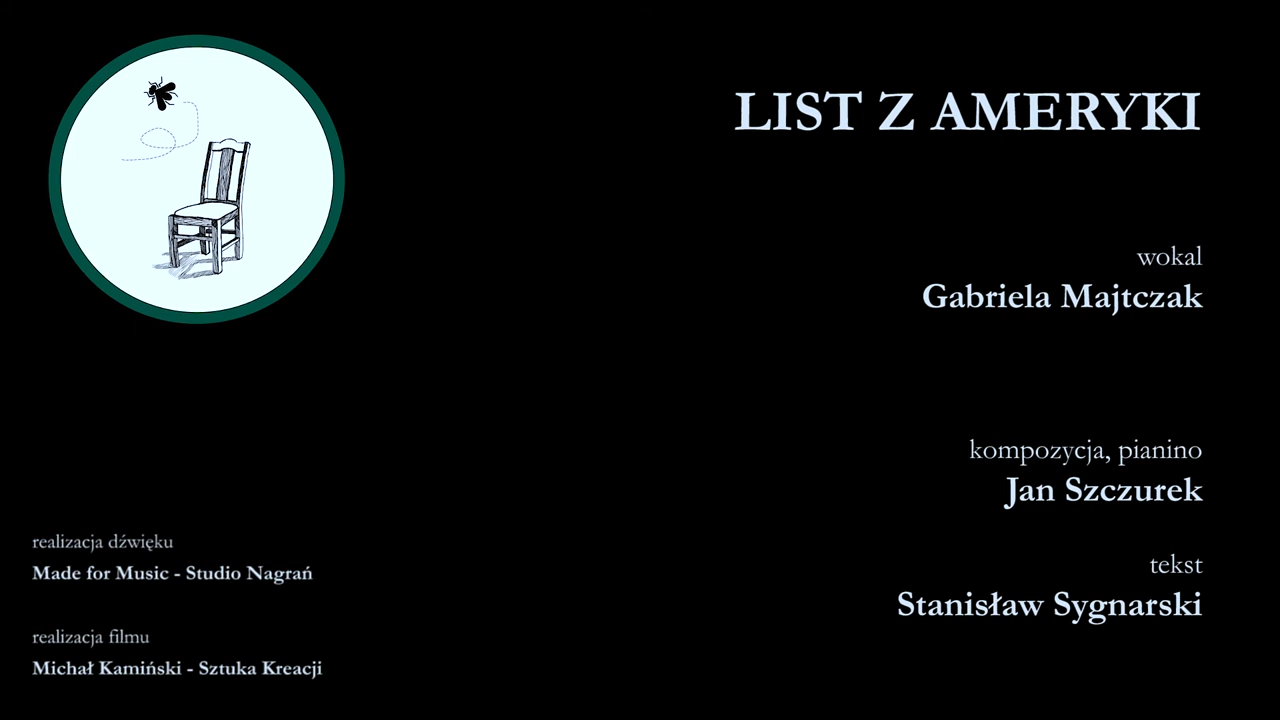 LIST Z AMERYKI
wokal
Gabriela Majtczak
kompozycja, pianino
Jan Szczurek
tekst
Stanisław Sygnarski
realizacja dźwięku
Made for Music - Studio Nagrań
realizacja filmu
Michał Kamiński - Sztuka Kreacji